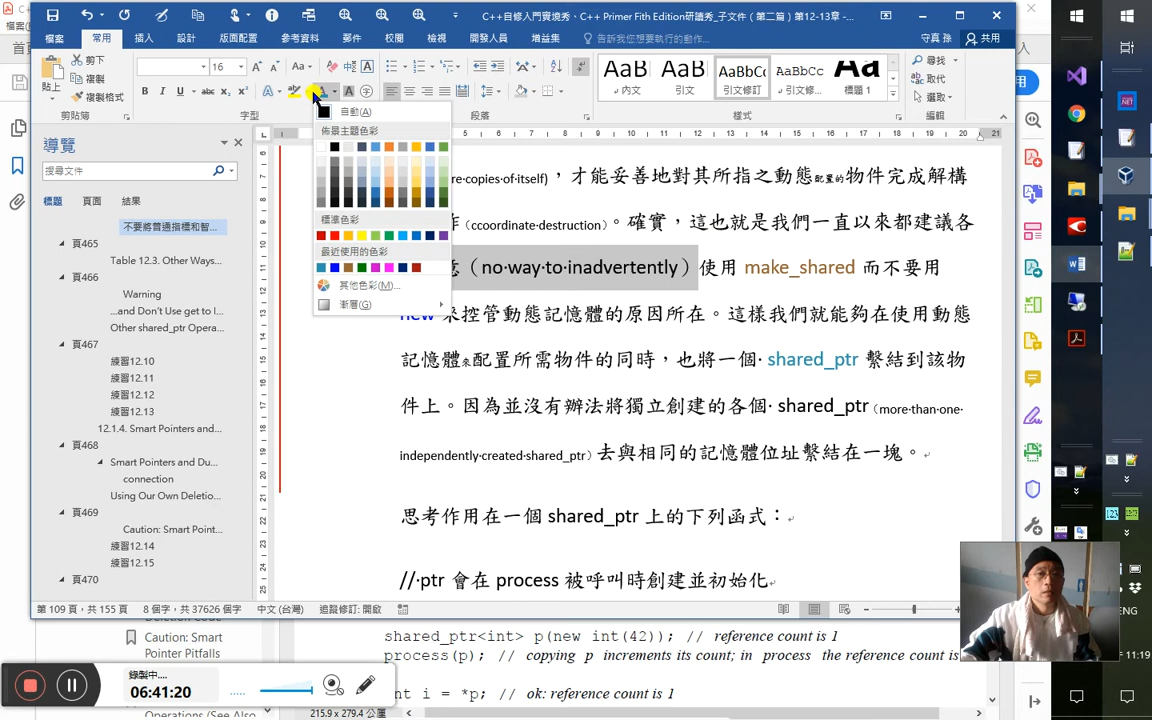 C++自修入門實境秀、C++ Primer Fith Edition研讀秀_子文件（第二篇）第12-13章 -...
檔案 常用 插入 設計 版面配置 參考資料 郵件 校閱 檢視 開發人員 增益集 告訴我您想要執行的動作... 守真 孫 共用
貼上
剪下
複製
複製格式
16
AaBbC AaBbC AaBbCc AaBbCc AaBb
內文 引文 引文修訂 引文修... 標題 1
尋找
取代
選取
剪貼簿 字型 段落 樣式 編輯
自動(A)
佈景主題色彩
標準色彩
最近使用的色彩
其他色彩(M)...
漸層(G)
導覽
搜尋文件
標題 頁面 結果
不要將普通指標和智...
頁465
Table 12.3. Other Ways...
頁466
Warning
...and Don't Use get to I...
Other shared_ptr Opera...
頁467
練習12.10
練習12.11
練習12.12
練習12.13
12.1.4. Smart Pointers and...
頁468
Smart Pointers and Du...
connection
Using Our Own Deletio...
頁469
Caution: Smart Point...
練習12.14
練習12.15
頁470
re·copies·of·itself)，才能妥善地對其所指之動態配置的物件完成解構
作（ccoordinate·destruction）。確實，這也就是我們一直以來都建議各
意（no·way·to·inadvertently）使用 make_shared 而不要用
new 來控管動態記憶體的原因所在。這樣我們就能夠在使用動態
記憶體來配置所需物件的同時，也將一個· shared_ptr 繫結到該物
件上。因為並沒有辦法將獨立創建的各個· shared_ptr（more·than·one·
independently·created·shared_ptr）去與相同的記憶體位址繫結在一塊。
思考作用在一個 shared_ptr 上的下列函式：
//·ptr 會在 process 被呼叫時創建並初始化
第 109 頁，共 155 頁 8 個字，共 37626 個字 中文 (台灣) 追蹤修訂: 開啟
Deletion Code
Caution: Smart
Pointer Pitfalls
Operations (See Also
shared_ptr<int> p(new int(42)); // reference count is 1
process(p); // copying p increments its count; in process the reference count is
int i = *p; // ok: reference count is 1
215.9 x 279.4 公釐
錄製中....
06:41:20
ENG
11:19